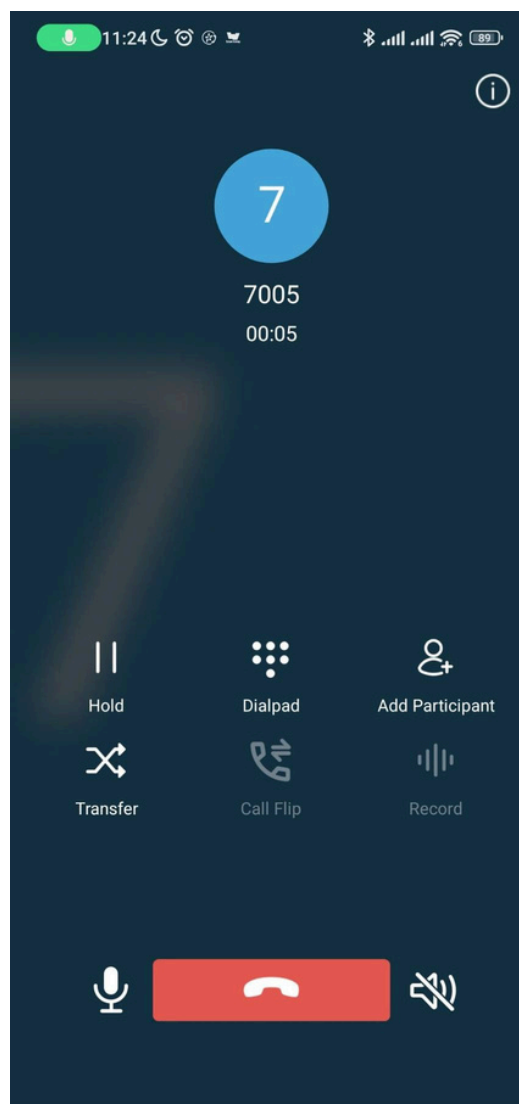 11:24 89
7
7005
00:05
Hold Dialpad Add Participant
Transfer Call Flip Record